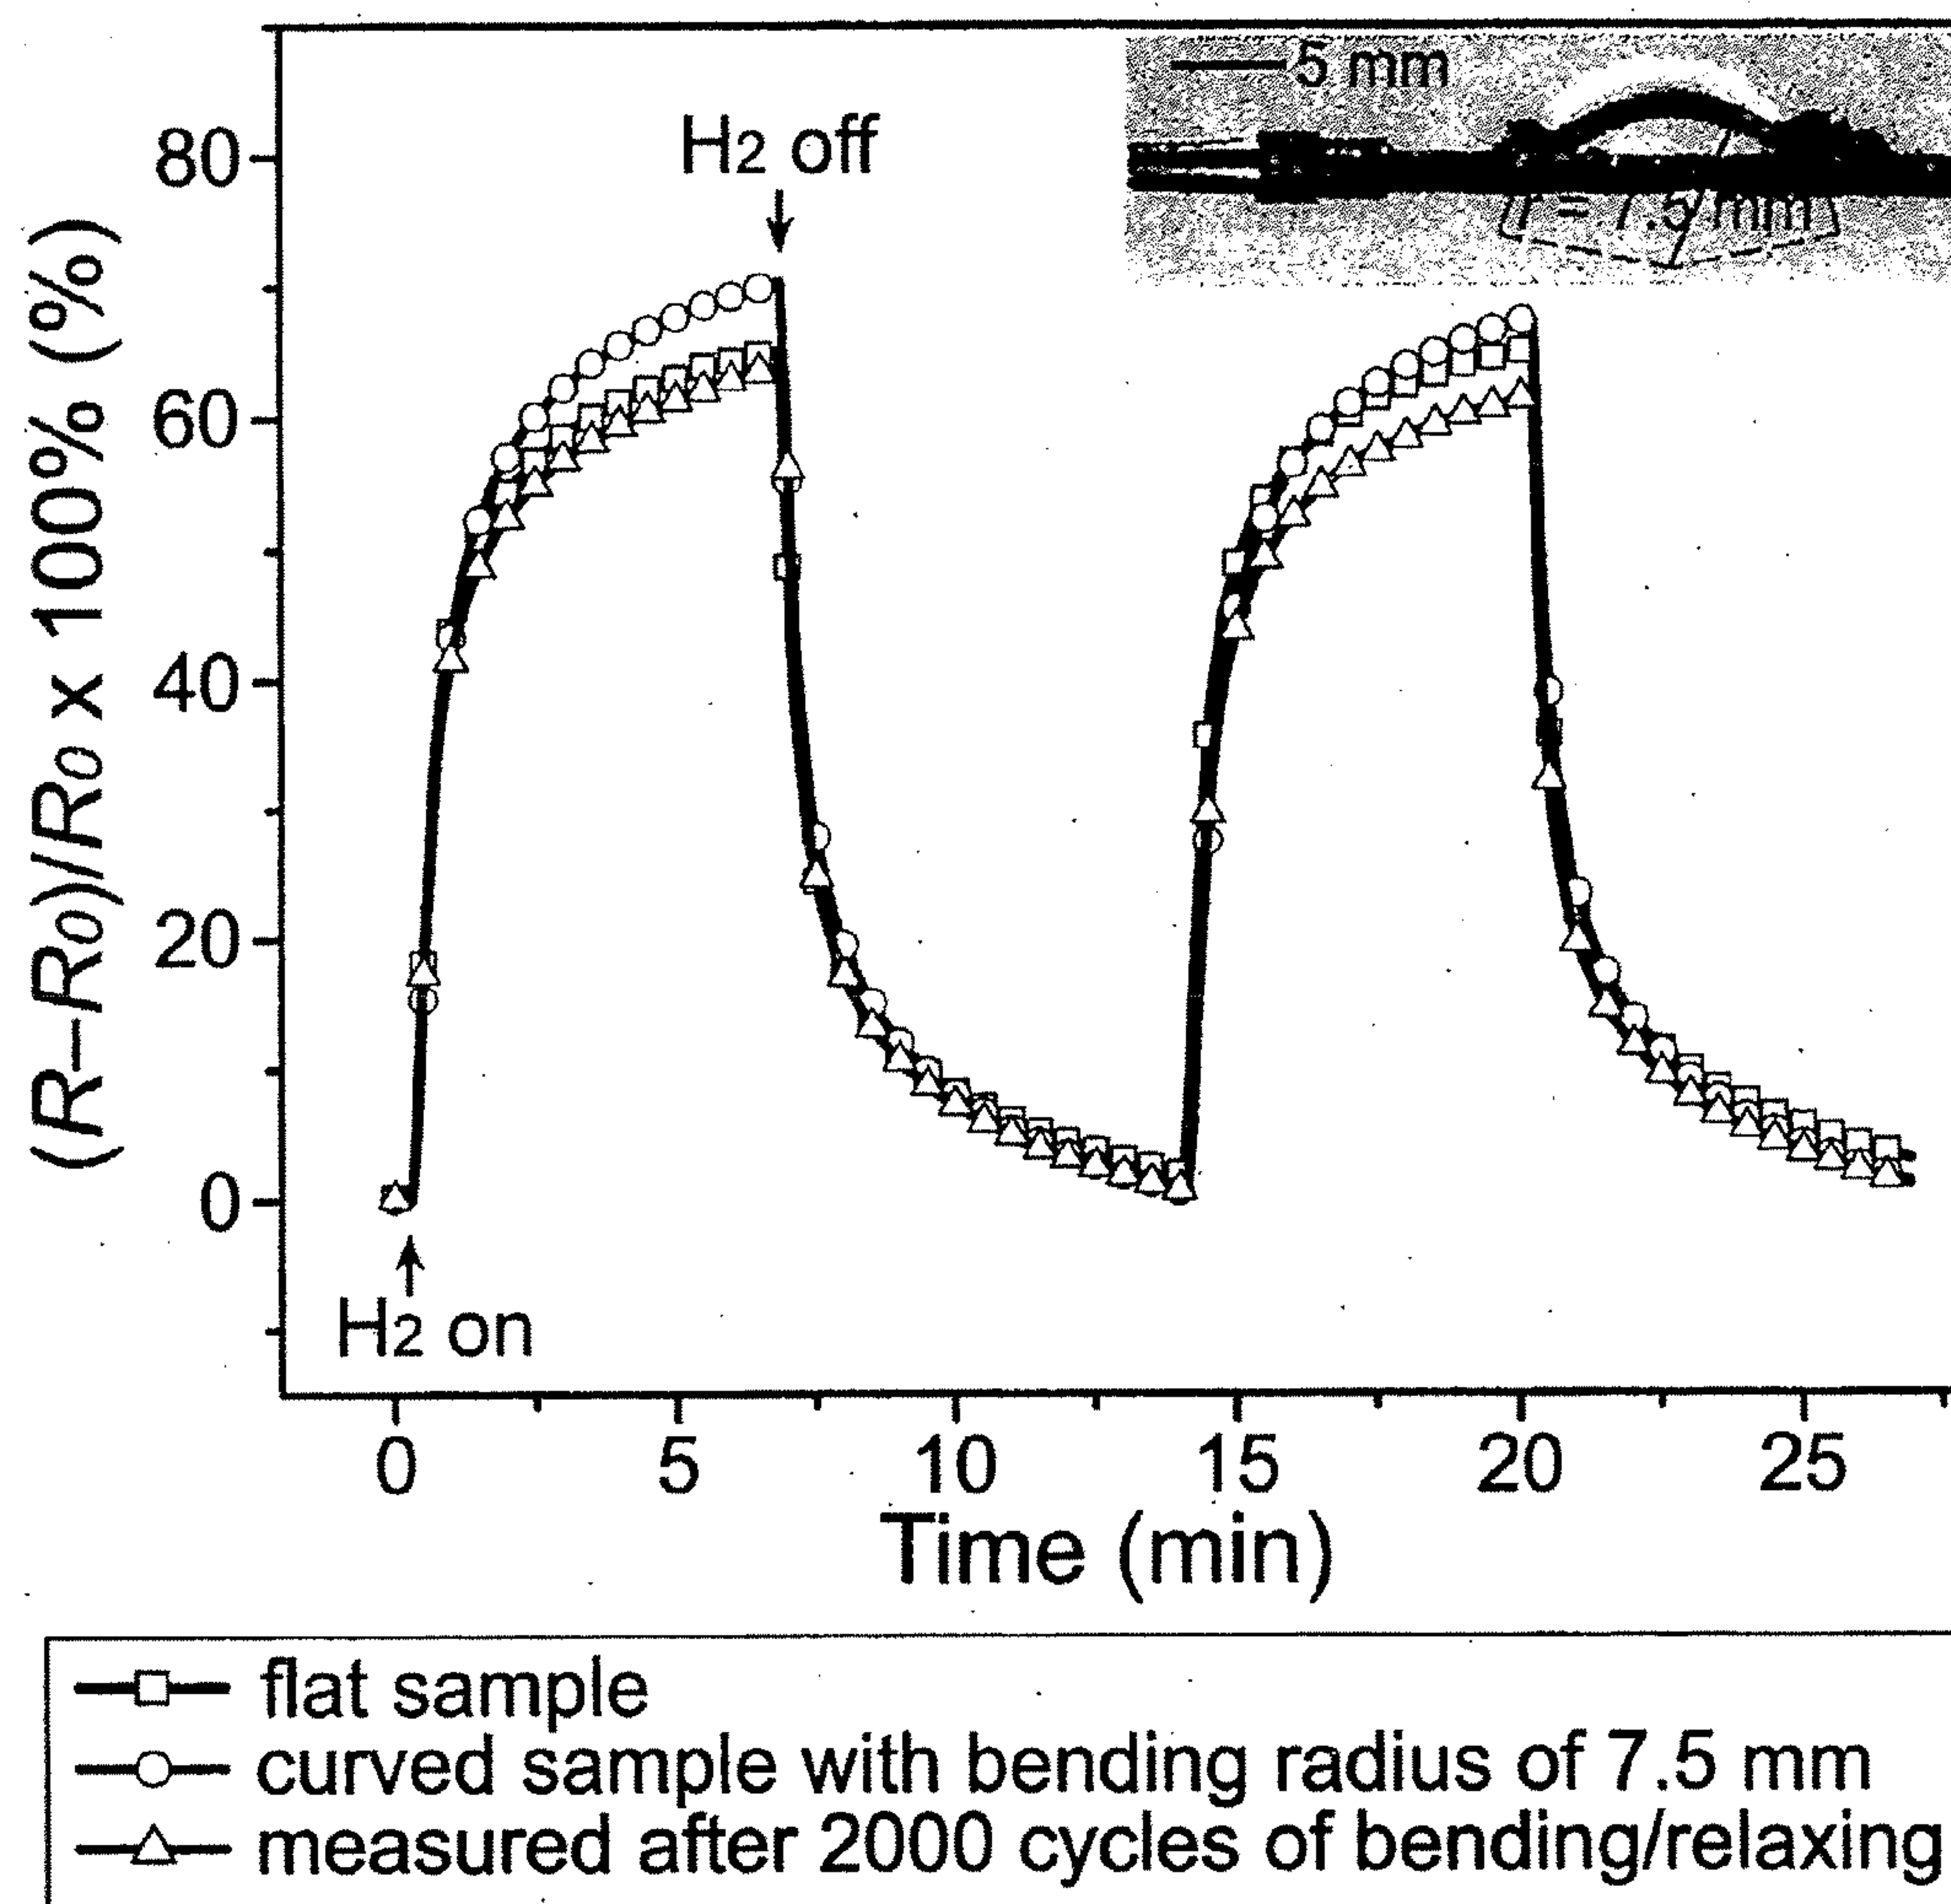 5 mm
H2 off
r = 7.5 mm
80
60
40
20
0
(R–R0)/R0 x 100% (%)
H2 on
0 5 10 15 20 25
Time (min)
flat sample
curved sample with bending radius of 7.5 mm
measured after 2000 cycles of bending/relaxing